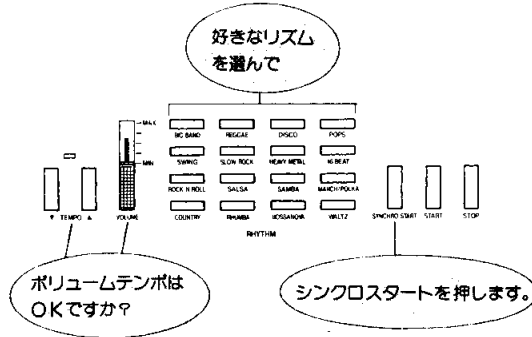 好きなリズム
を選んで
MAX
MIN
BIG BAND REGGAE DISCO POPS
SWING SLOW ROCK HEAVY METAL 16 BEAT
ROCK N ROLL SALSA SAMBA MARCH/POLKA
COUNTRY RHUMBA BOSSANOVA WALTZ
▼ TEMPO ▲ VOLUME
SYNCHRO START START STOP
RHYTHM
ボリュームテンポは
OKですか?
シンクロスタートを押します。